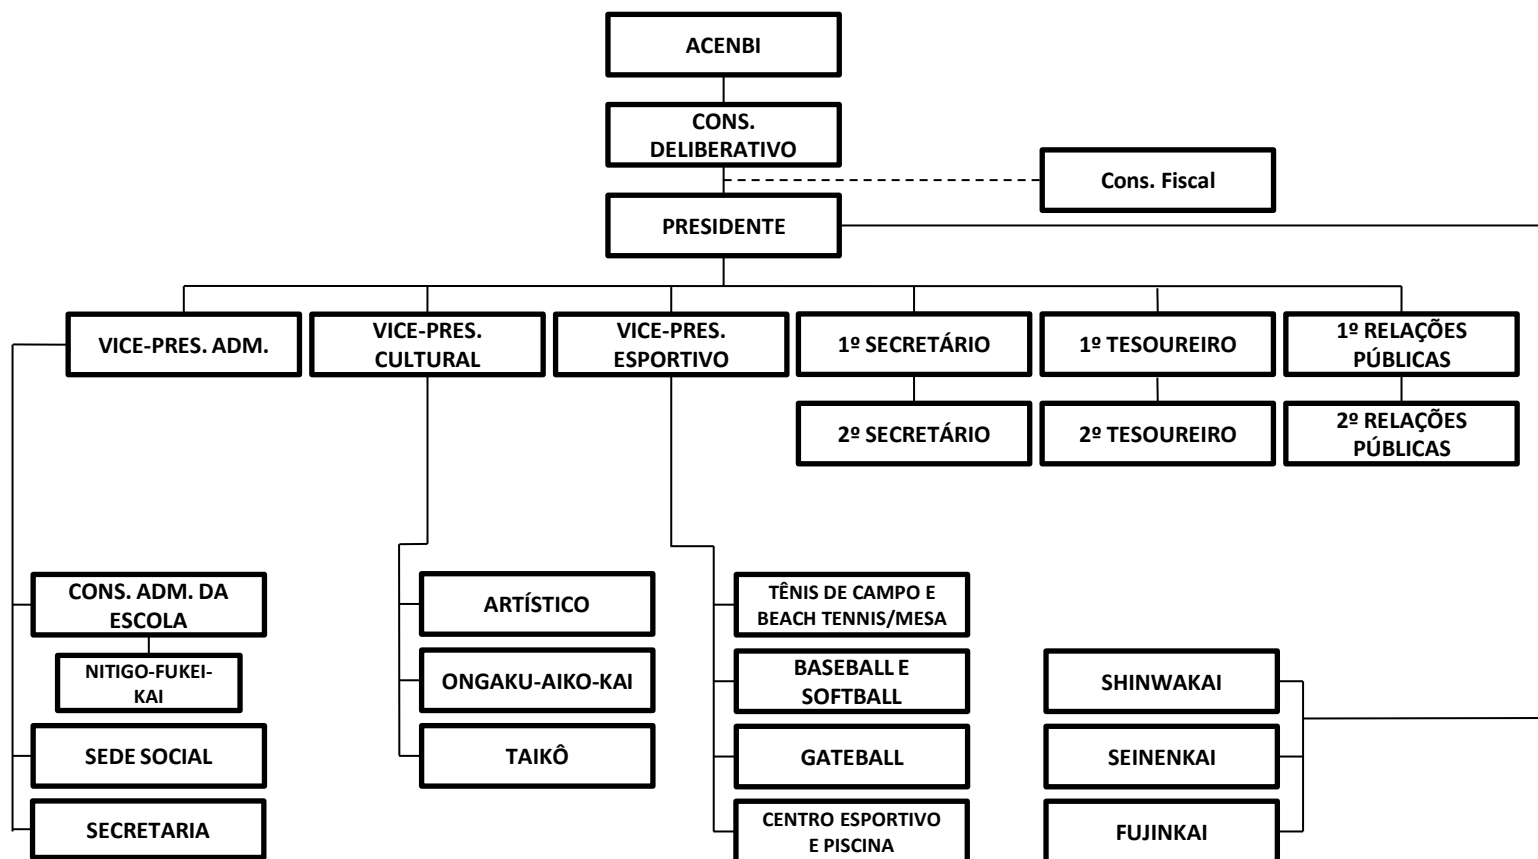 ACENBI
CONS.
DELIBERATIVO
Cons. Fiscal
PRESIDENTE
VICE-PRES. ADM.
VICE-PRES.
CULTURAL
VICE-PRES.
ESPORTIVO
1º SECRETÁRIO
1º TESOUREIRO
1º RELAÇÕES
PÚBLICAS
2º SECRETÁRIO
2º TESOUREIRO
2º RELAÇÕES
PÚBLICAS
CONS. ADM. DA
ESCOLA
NITIGO-FUKEI-
KAI
SEDE SOCIAL
SECRETARIA
ARTÍSTICO
ONGAKU-AIKO-KAI
TAIKÔ
TÊNIS DE CAMPO E
BEACH TENNIS/MESA
BASEBALL E
SOFTBALL
GATEBALL
CENTRO ESPORTIVO
E PISCINA
SHINWAKAI
SEINENKAI
FUJINKAI